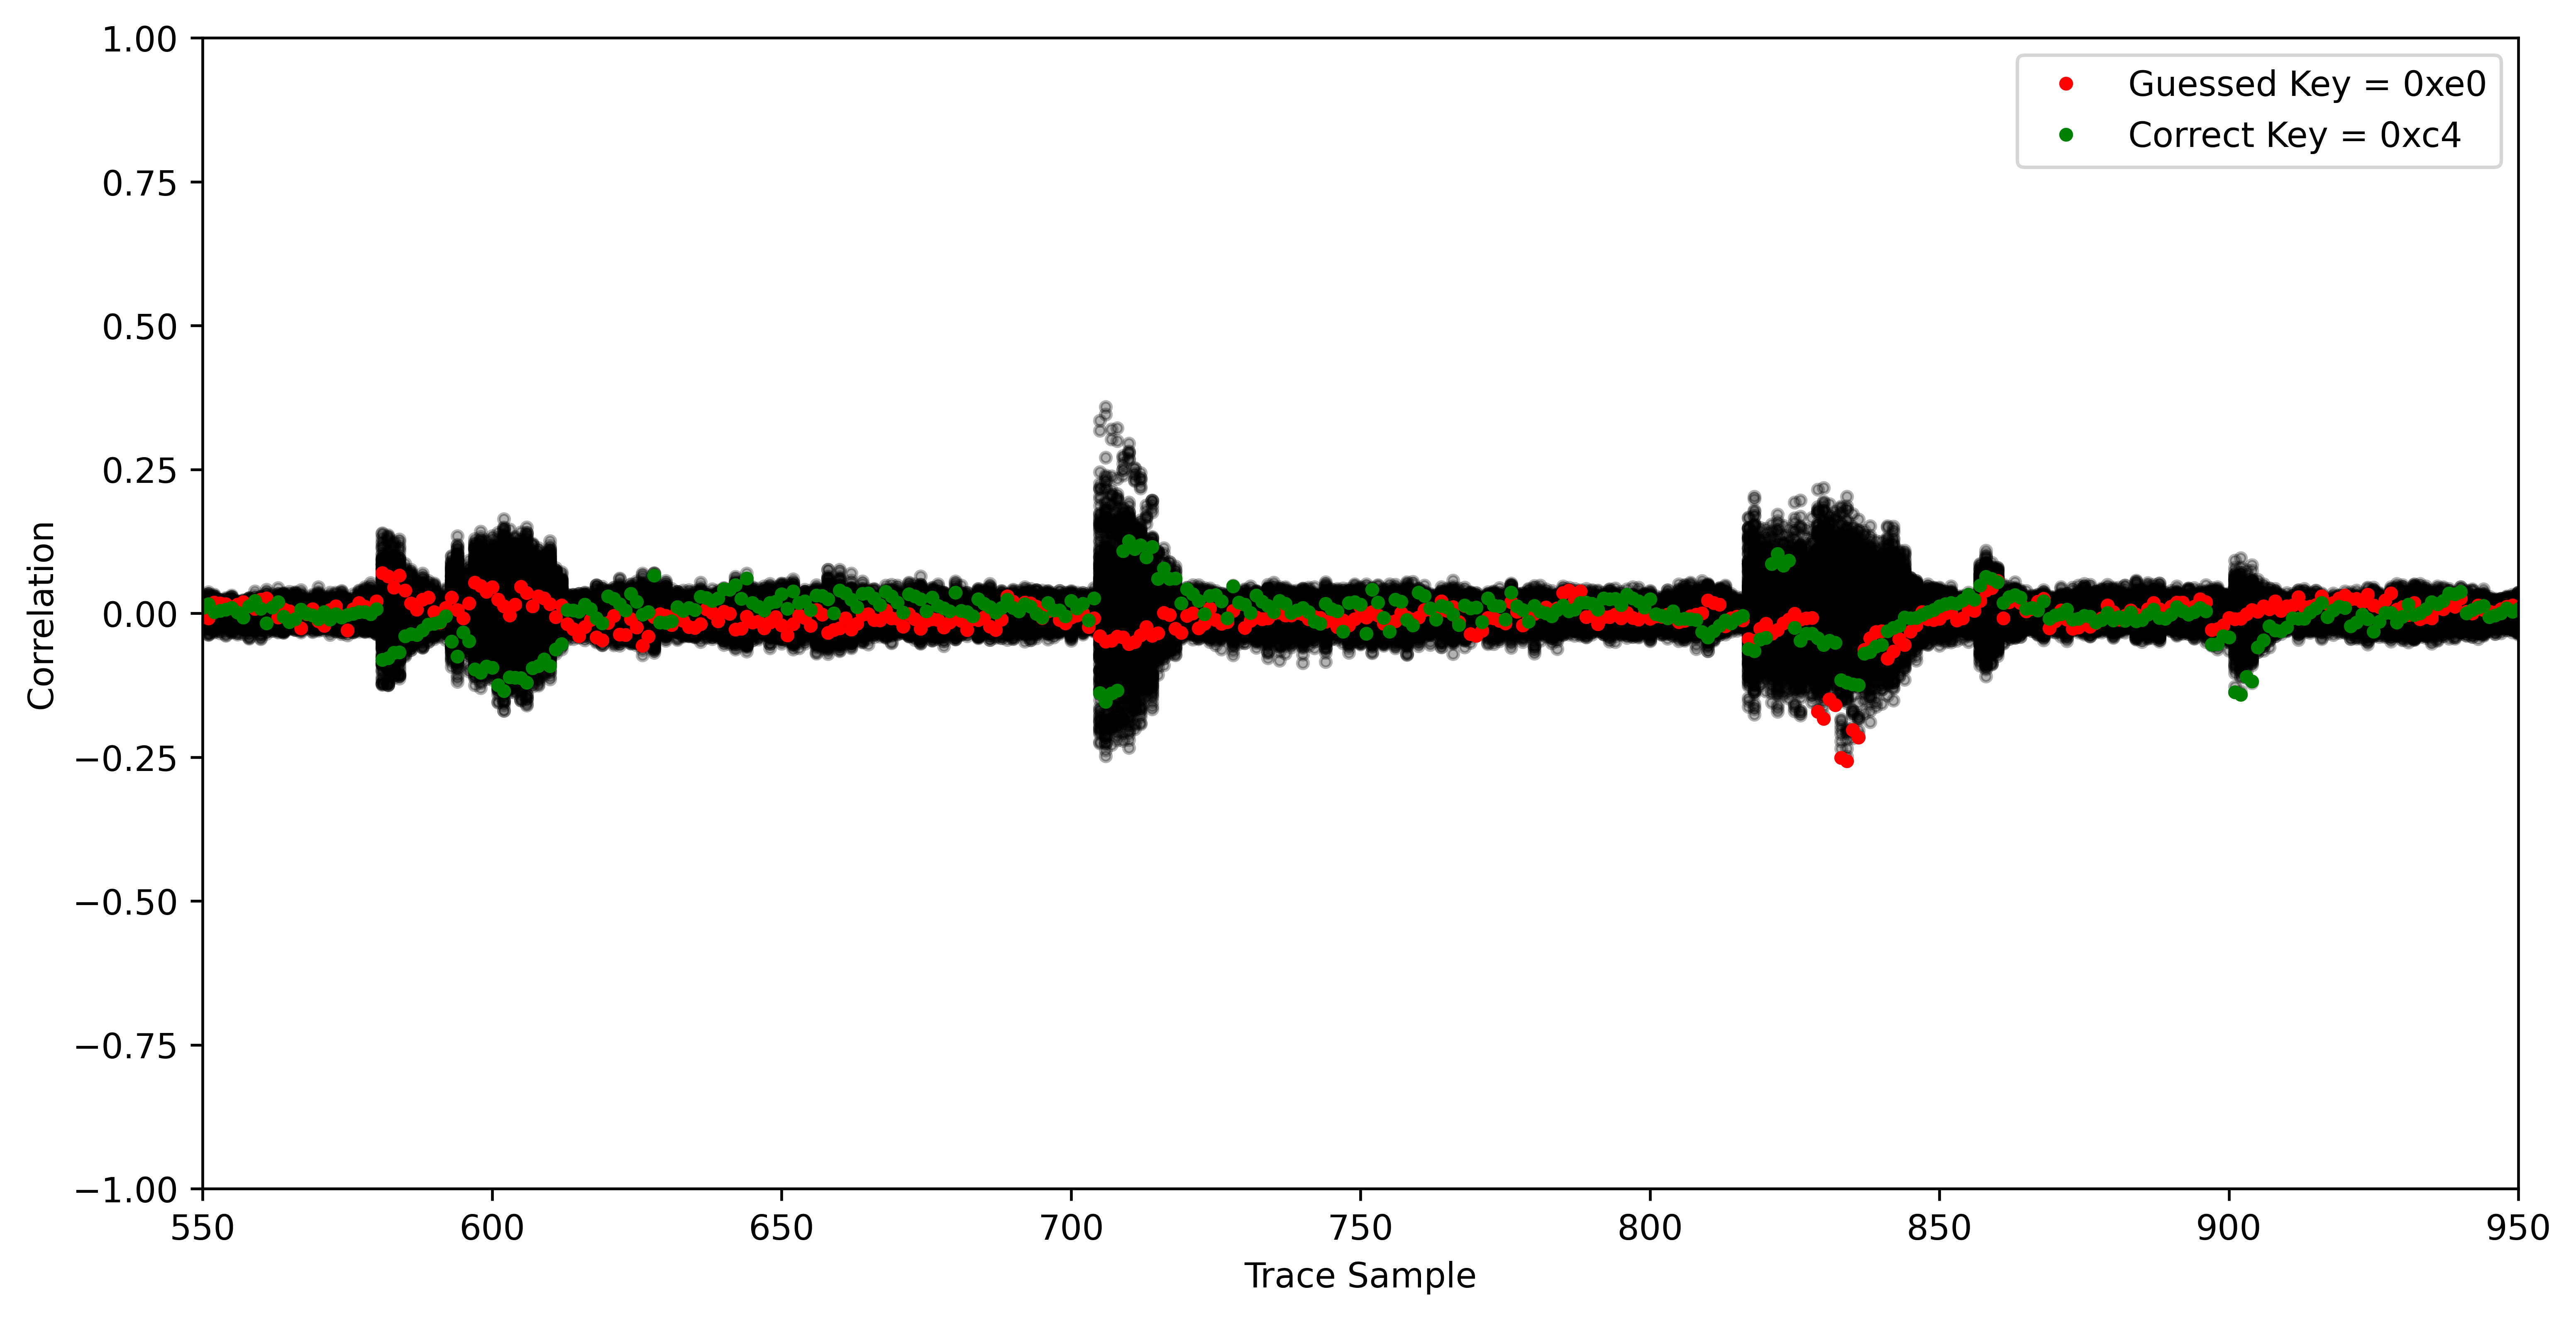 1.00
0.75
0.50
0.25
0.00
−0.25
−0.50
−0.75
−1.00
Correlation
550 600 650 700 750 800 850 900 950
Trace Sample
Guessed Key = 0xe0
Correct Key = 0xc4